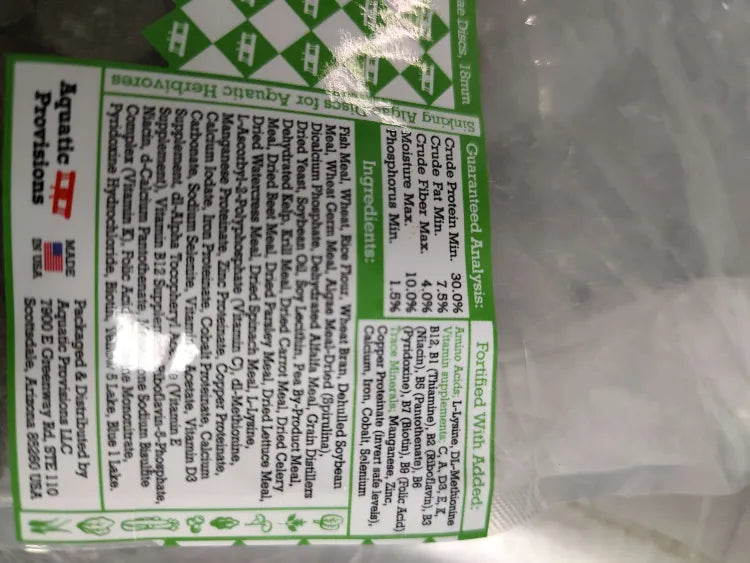 ae Discs, 18mm
Sinking Algae Discs for Aquatic Herbivores
Guaranteed Analysis:
Crude Protein Min. 30.0%
Crude Fat Min. 7.5%
Crude Fiber Max. 4.0%
Moisture Max. 10.0%
Phosphorus Min. 1.5%
Fortified With Added:
Amino Acids: L-Lysine, DL-Methionine
Vitamin supplements: C, A, D3, E, K,
B12, B1 (Thiamine), B2 (Riboflavin), B3
(Niacin), B5 (Pantothenate), B6
(Pyridoxine), B7 (Biotin), B9 (Folic Acid)
Trace Minerals: Manganese, Zinc,
Copper Proteinate (invert safe levels),
Calcium, Iron, Cobalt, Selenium
Ingredients:
Fish Meal, Wheat, Rice Flour, Wheat Bran, Dehulled Soybean
Meal, Wheat Germ Meal, Algae Meal-Dried (Spirulina),
Dicalcium Phosphate, Dehydrated Alfalfa Meal, Grain Distillers
Dried Yeast, Soybean Oil, Soy Lecithin, Pea By-Product Meal,
Dehydrated Kelp, Krill Meal, Dried Carrot Meal, Dried Celery
Meal, Dried Beet Meal, Dried Parsley Meal, Dried Lettuce Meal,
Dried Watercress Meal, Dried Spinach Meal, L-Lysine,
L-Ascorbyl-2-Polyphosphate (Vitamin C), dl-Methionine,
Manganese Proteinate, Zinc Proteinate, Copper Proteinate,
Calcium Iodate, Iron Proteinate, Cobalt Proteinate, Calcium
Carbonate, Sodium Selenite, Vitamin A Acetate, Vitamin D3
Supplement, dl-Alpha Tocopheryl (Vitamin E
Supplement), Vitamin B12 Supplement, Riboflavin-5-Phosphate,
Niacin, d-Calcium Pantothenate, Sodium Bisulfite
Complex (Vitamin K), Folic Acid, Mononitrate,
Pyridoxine Hydrochloride, Biotin, Yellow 5 Lake, Blue 1 Lake
Aquatic
Provisions
MADE
IN USA
Packaged & Distributed by
Aquatic Provisions LLC
7900 E Greenway Rd, STE 110
Scottsdale, Arizona 85260 USA